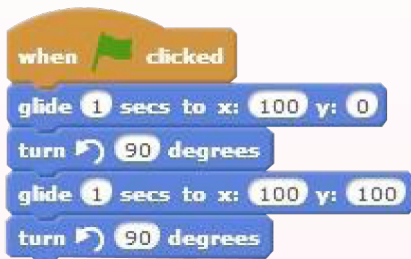 when clicked
glide 1 secs to x: 100 y: 0
turn 90 degrees
glide 1 secs to x: 100 y: 100
turn 90 degrees